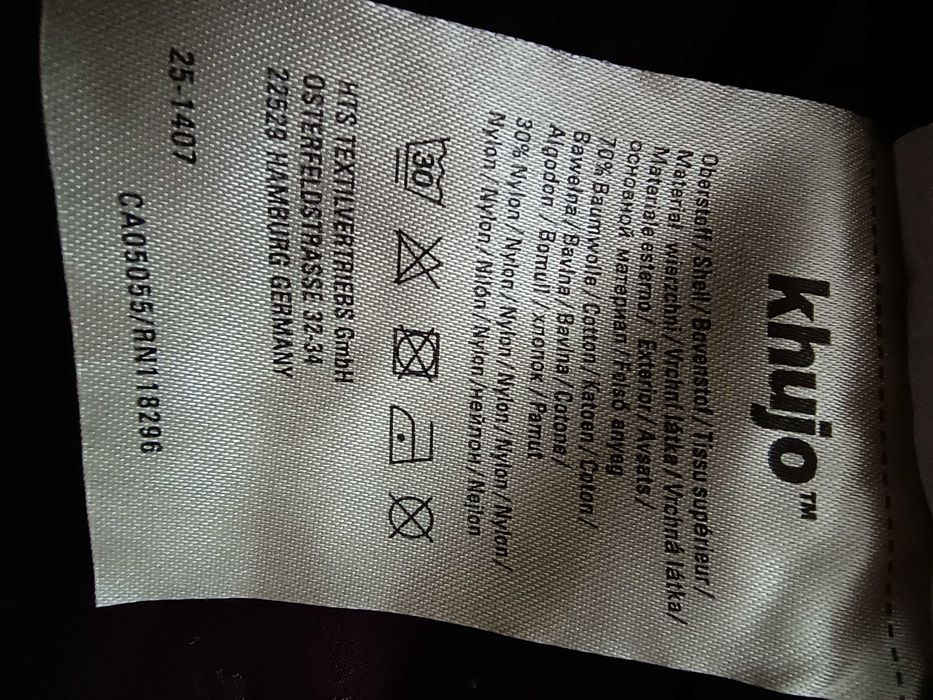 khujo™
Oberstoff / Shell / Bovenstof / Tissu supérieur /
Materiał wierzchni / Vrchní látka / Vrchná látka /
Materiale esterno / Exterior / Avsats /
основной материал / Felső anyag
70% Baumwolle / Cotton / Katoen / Coton /
Bawełna / Bavlna / Bavlna / Cotone /
Algodon / Bomull / хлопок / Pamut
30% Nylon / Nylon / Nylon / Nylon / Nylon / Nylon /
Nylon / Nylon / Nilón / Nylon / нейлон / Nejlon
30
HTS TEXTILVERTRIEBS GmbH
OSTERFELDSTRASSE 32-34
22529 HAMBURG GERMANY
25-1407
CA05055/RN118296